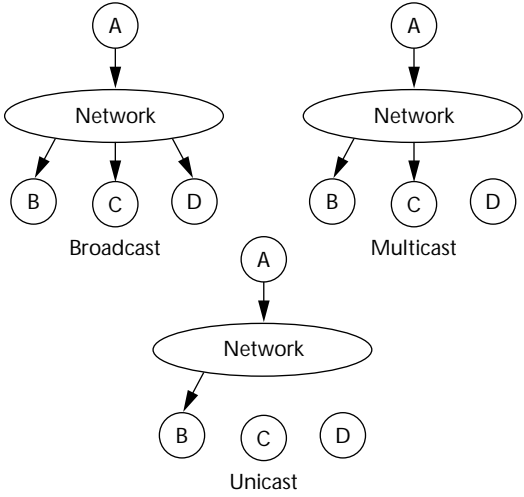 A
Network
B C D
Broadcast
A
Network
B C D
Multicast
A
Network
B C D
Unicast